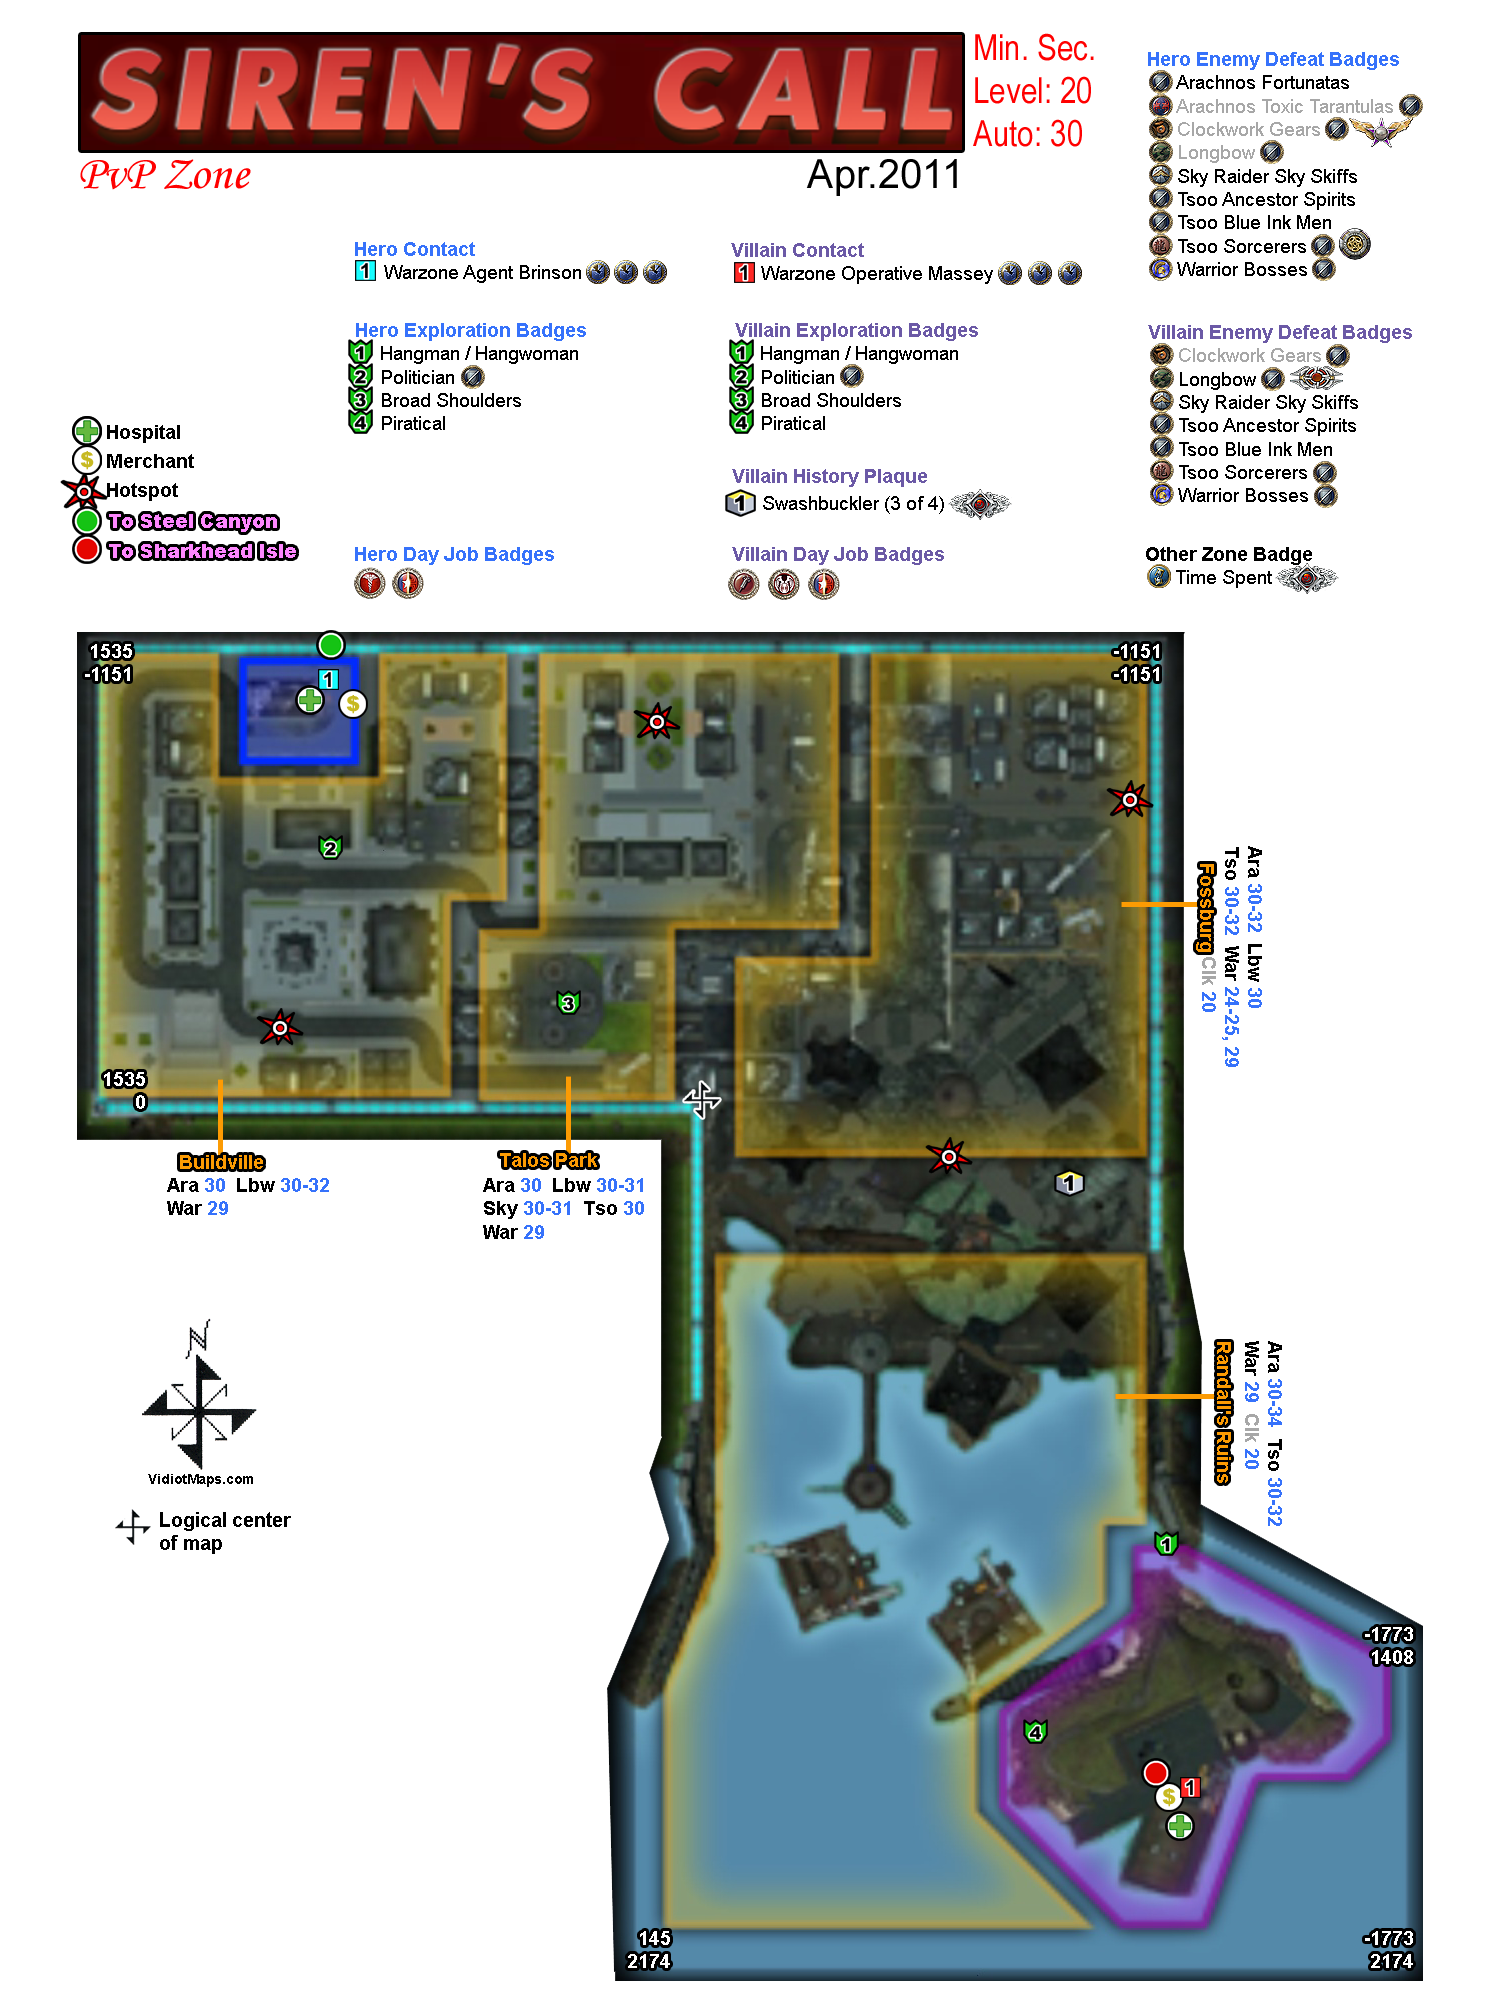 SIREN'S CALL
Min. Sec.
Level: 20
Auto: 30
PvP Zone
Apr.2011
Hero Enemy Defeat Badges
Arachnos Fortunatas
Arachnos Toxic Tarantulas
Clockwork Gears
Longbow
Sky Raider Sky Skiffs
Tsoo Ancestor Spirits
Tsoo Blue Ink Men
Tsoo Sorcerers
Warrior Bosses
Hero Contact
1 Warzone Agent Brinson
Villain Contact
1 Warzone Operative Massey
Hero Exploration Badges
1 Hangman / Hangwoman
2 Politician
3 Broad Shoulders
4 Piratical
Villain Exploration Badges
1 Hangman / Hangwoman
2 Politician
3 Broad Shoulders
4 Piratical
Villain Enemy Defeat Badges
Clockwork Gears
Longbow
Sky Raider Sky Skiffs
Tsoo Ancestor Spirits
Tsoo Blue Ink Men
Tsoo Sorcerers
Warrior Bosses
Hospital
$ Merchant
Hotspot
To Steel Canyon
To Sharkhead Isle
Villain History Plaque
1 Swashbuckler (3 of 4)
Hero Day Job Badges
Villain Day Job Badges
Other Zone Badge
Time Spent
1535
-1151
-1151
-1151
1
$
2
3
1535
0
Ara 30-32 Lbw 30
Tso 30-32 War 24-25, 29
Fossburg Clk 20
Buildville
Ara 30 Lbw 30-32
War 29
Talos Park
Ara 30 Lbw 30-31
Sky 30-31 Tso 30
War 29
1
N
VidiotMaps.com
Logical center
of map
Ara 30-34 Tso 30-32
War 29 Clk 20
Randall's Ruins
1
-1773
1408
4
1
$
145
2174
-1773
2174